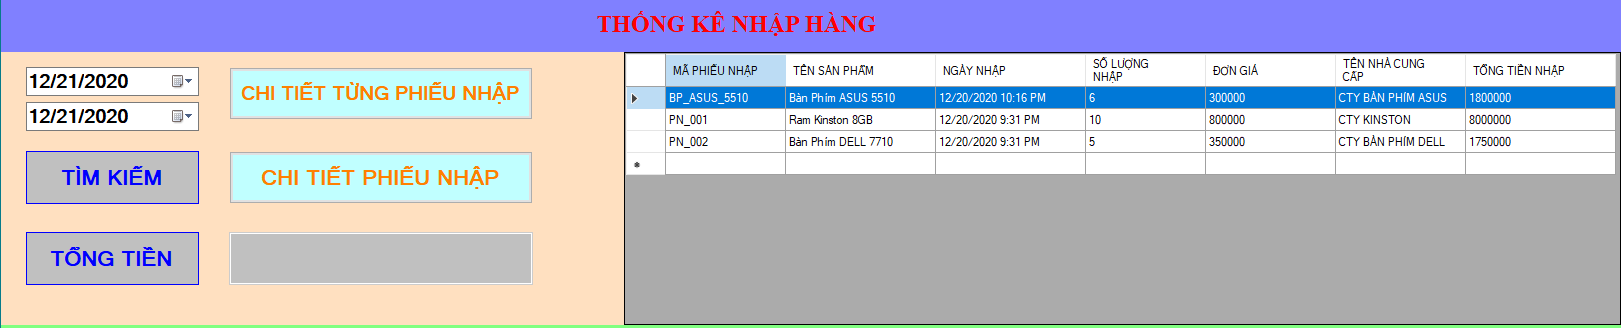 THỐNG KÊ NHẬP HÀNG
12/21/2020
12/21/2020
CHI TIẾT TỪNG PHIẾU NHẬP
TÌM KIẾM
CHI TIẾT PHIẾU NHẬP
TỔNG TIỀN
MÃ PHIẾU NHẬP TÊN SẢN PHẨM NGÀY NHẬP SỐ LƯỢNG NHẬP ĐƠN GIÁ TÊN NHÀ CUNG CẤP TỔNG TIỀN NHẬP
BP_ASUS_5510 Bàn Phím ASUS 5510 12/20/2020 10:16 PM 6 300000 CTY BÀN PHÍM ASUS 1800000
PN_001 Ram Kinston 8GB 12/20/2020 9:31 PM 10 800000 CTY KINSTON 8000000
PN_002 Bàn Phím DELL 7710 12/20/2020 9:31 PM 5 350000 CTY BÀN PHÍM DELL 1750000